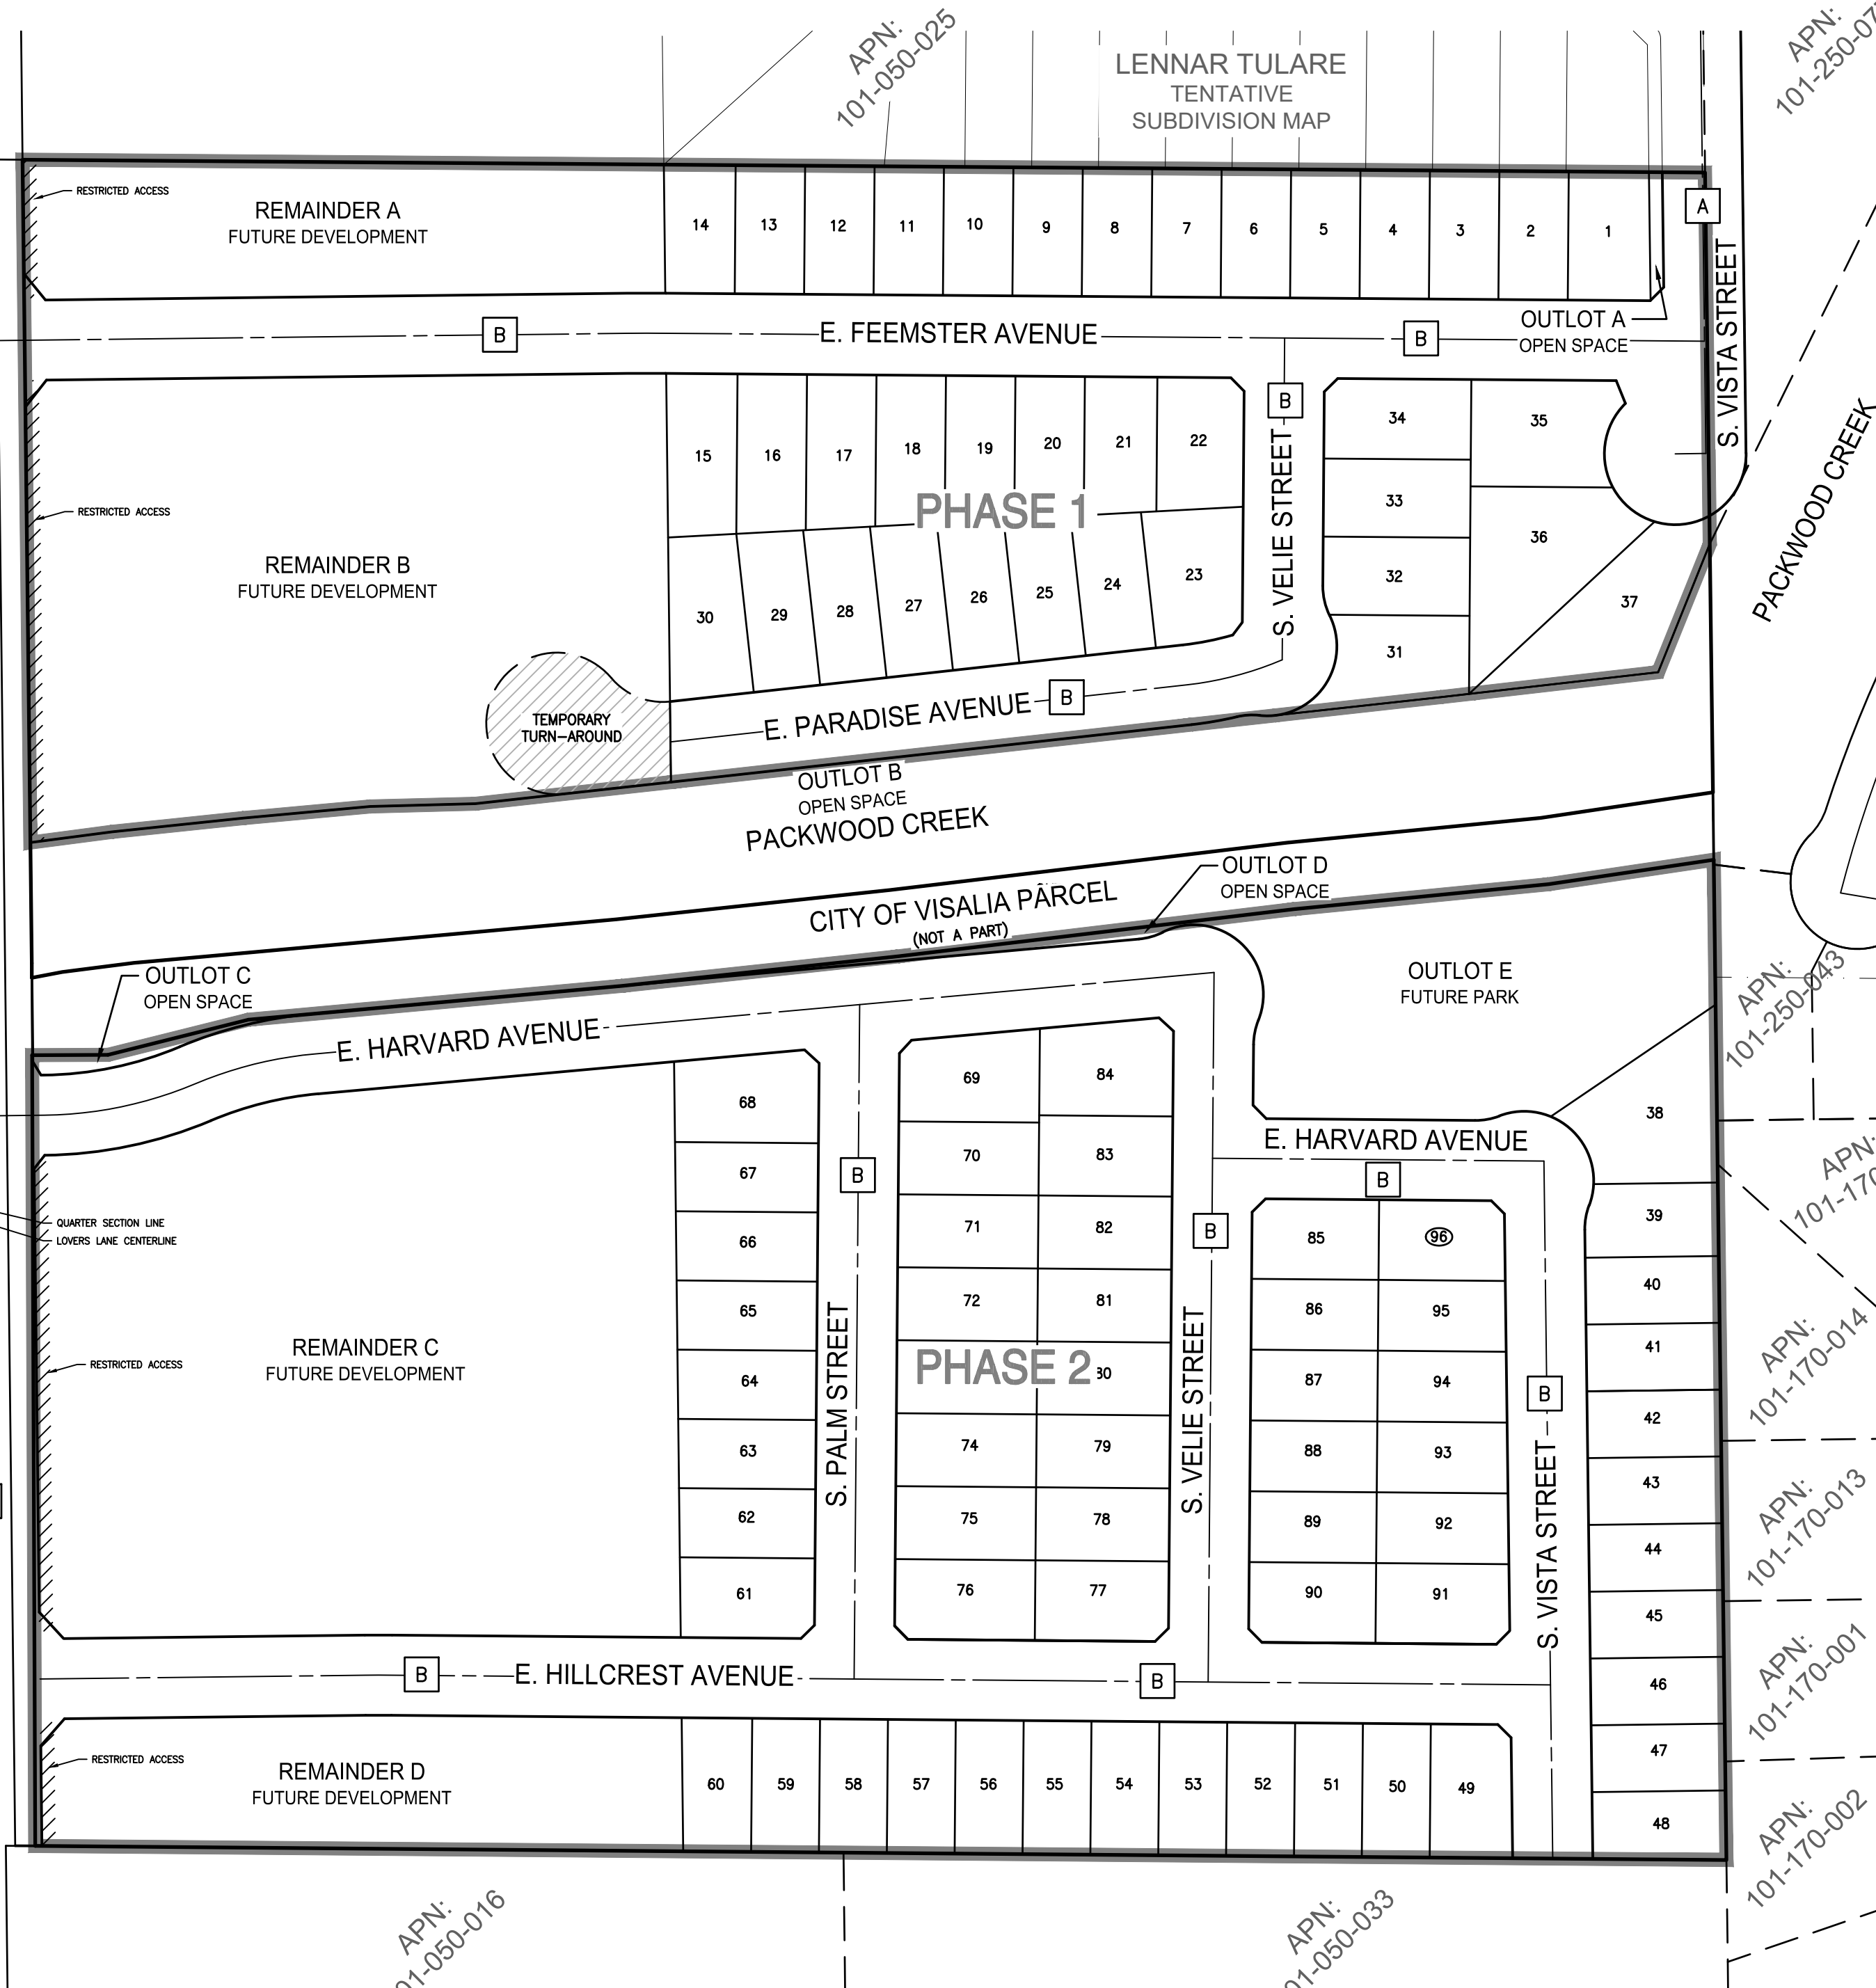 APN:
101-050-025
LENNAR TULARE
TENTATIVE
SUBDIVISION MAP
APN:
RESTRICTED ACCESS
REMAINDER A
FUTURE DEVELOPMENT
14 13 12 11 10 9 8 7 6 5 4 3 2 1
A
S. VISTA STREET
B
E. FEEMSTER AVENUE
B
OUTLOT A
OPEN SPACE
B
15 16 17 18 19 20 21 22
34 35
PHASE 1
33
36
RESTRICTED ACCESS
REMAINDER B
FUTURE DEVELOPMENT
S. VELIE STREET
PACKWOOD CREEK
30 29 28 27 26 25 24 23
32
37
31
TEMPORARY
TURN-AROUND
E. PARADISE AVENUE
B
OUTLOT B
OPEN SPACE
PACKWOOD CREEK
CITY OF VISALIA PARCEL
(NOT A PART)
OUTLOT D
OPEN SPACE
OUTLOT C
OPEN SPACE
OUTLOT E
FUTURE PARK
APN:
101-250-043
E. HARVARD AVENUE
68 69 84
38
E. HARVARD AVENUE
APN:
67
B
70 83
B
B
QUARTER SECTION LINE
LOVERS LANE CENTERLINE
66 71 82
85 96
39
65 72 81
86 95
40
REMAINDER C
FUTURE DEVELOPMENT
RESTRICTED ACCESS
S. PALM STREET
PHASE 2
S. VELIE STREET
64
87 94
B
41
APN:
101-170-014
63 74 79
88 93
42
43
APN:
101-170-013
62 75 78
89 92
S. VISTA STREET
44
61 76 77
90 91
45
B
E. HILLCREST AVENUE
B
46
APN:
101-170-001
RESTRICTED ACCESS
REMAINDER D
FUTURE DEVELOPMENT
60 59 58 57 56 55 54 53 52 51 50 49
47
48
APN:
101-170-002
APN:
APN: